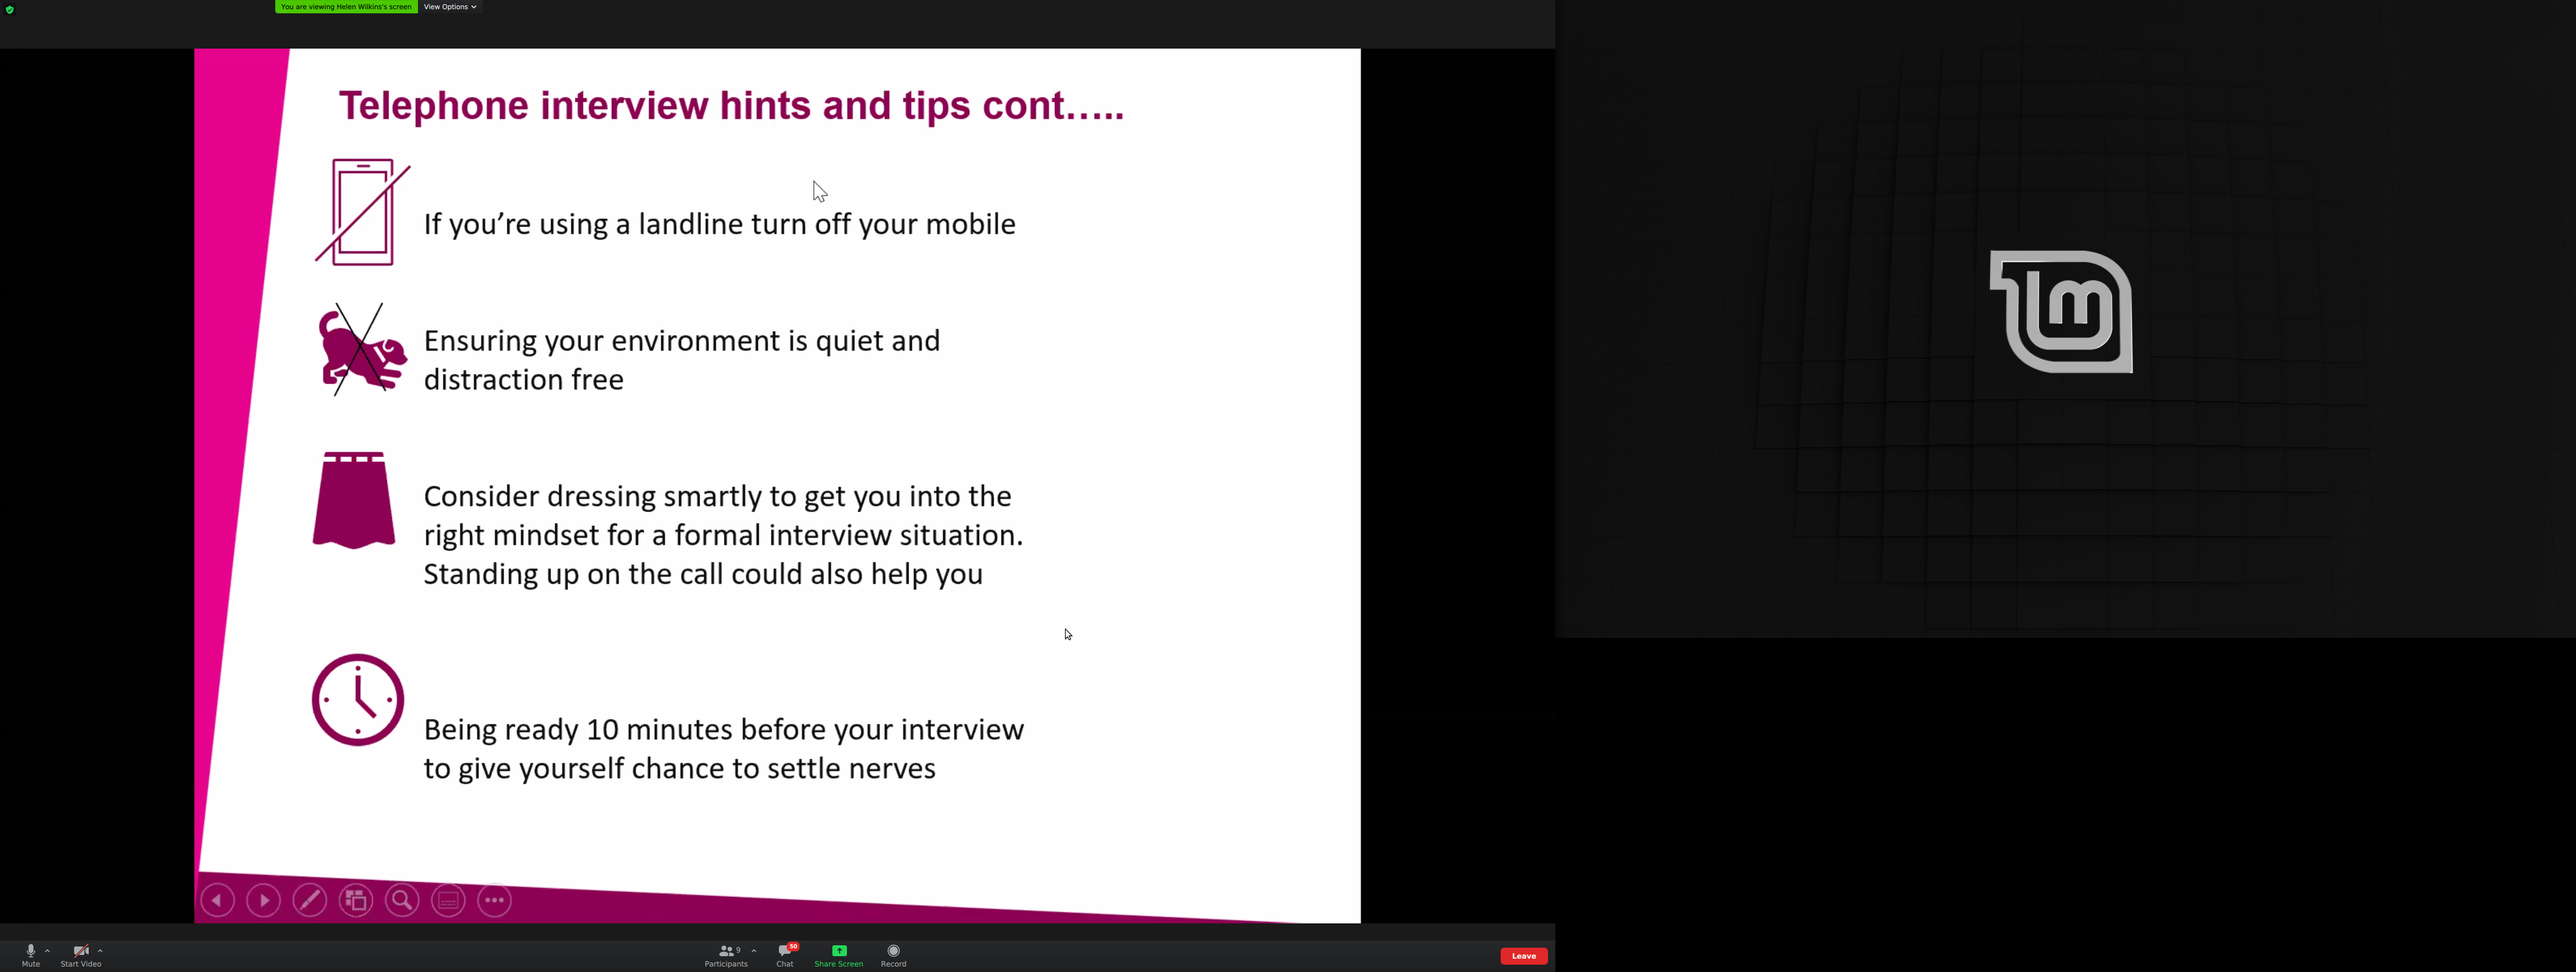 You are viewing Helen Wilkins's screen
View Options
Telephone interview hints and tips cont.....
If you're using a landline turn off your mobile
Ensuring your environment is quiet and
distraction free
Consider dressing smartly to get you into the
right mindset for a formal interview situation.
Standing up on the call could also help you
Being ready 10 minutes before your interview
to give yourself chance to settle nerves
Mute
Start Video
9
Participants
50
Chat
Share Screen
Record
Leave